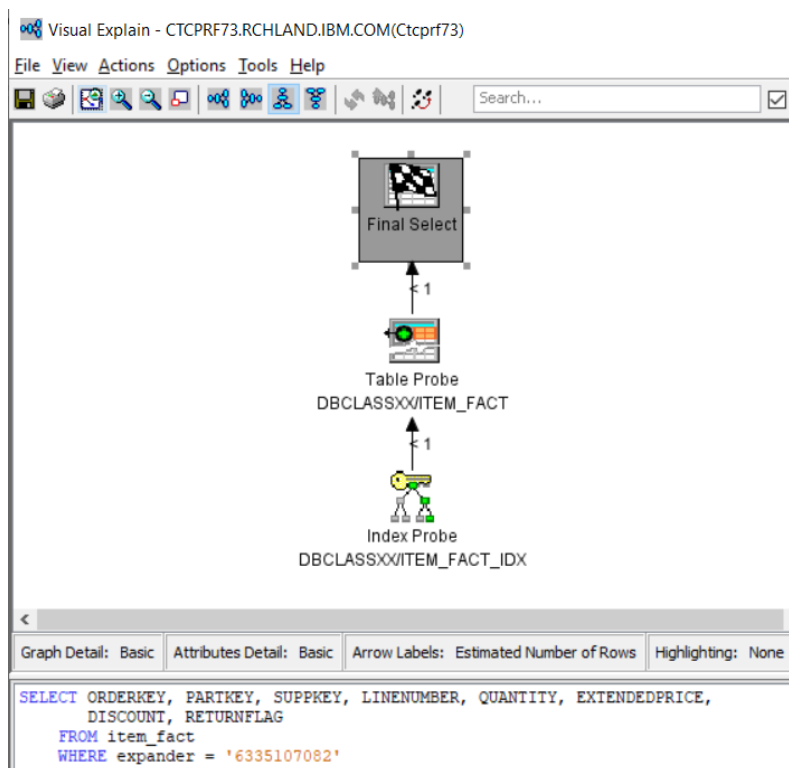 Visual Explain - CTCPRF73.RCHLAND.IBM.COM(Ctcprf73)
File View Actions Options Tools Help
Search...
Final Select
< 1
Table Probe
DBCLASSXX/ITEM_FACT
< 1
Index Probe
DBCLASSXX/ITEM_FACT_IDX
Graph Detail: Basic Attributes Detail: Basic Arrow Labels: Estimated Number of Rows Highlighting: None
SELECT ORDERKEY, PARTKEY, SUPPKEY, LINENUMBER, QUANTITY, EXTENDEDPRICE,
DISCOUNT, RETURNFLAG
FROM item_fact
WHERE expander = '6335107082'